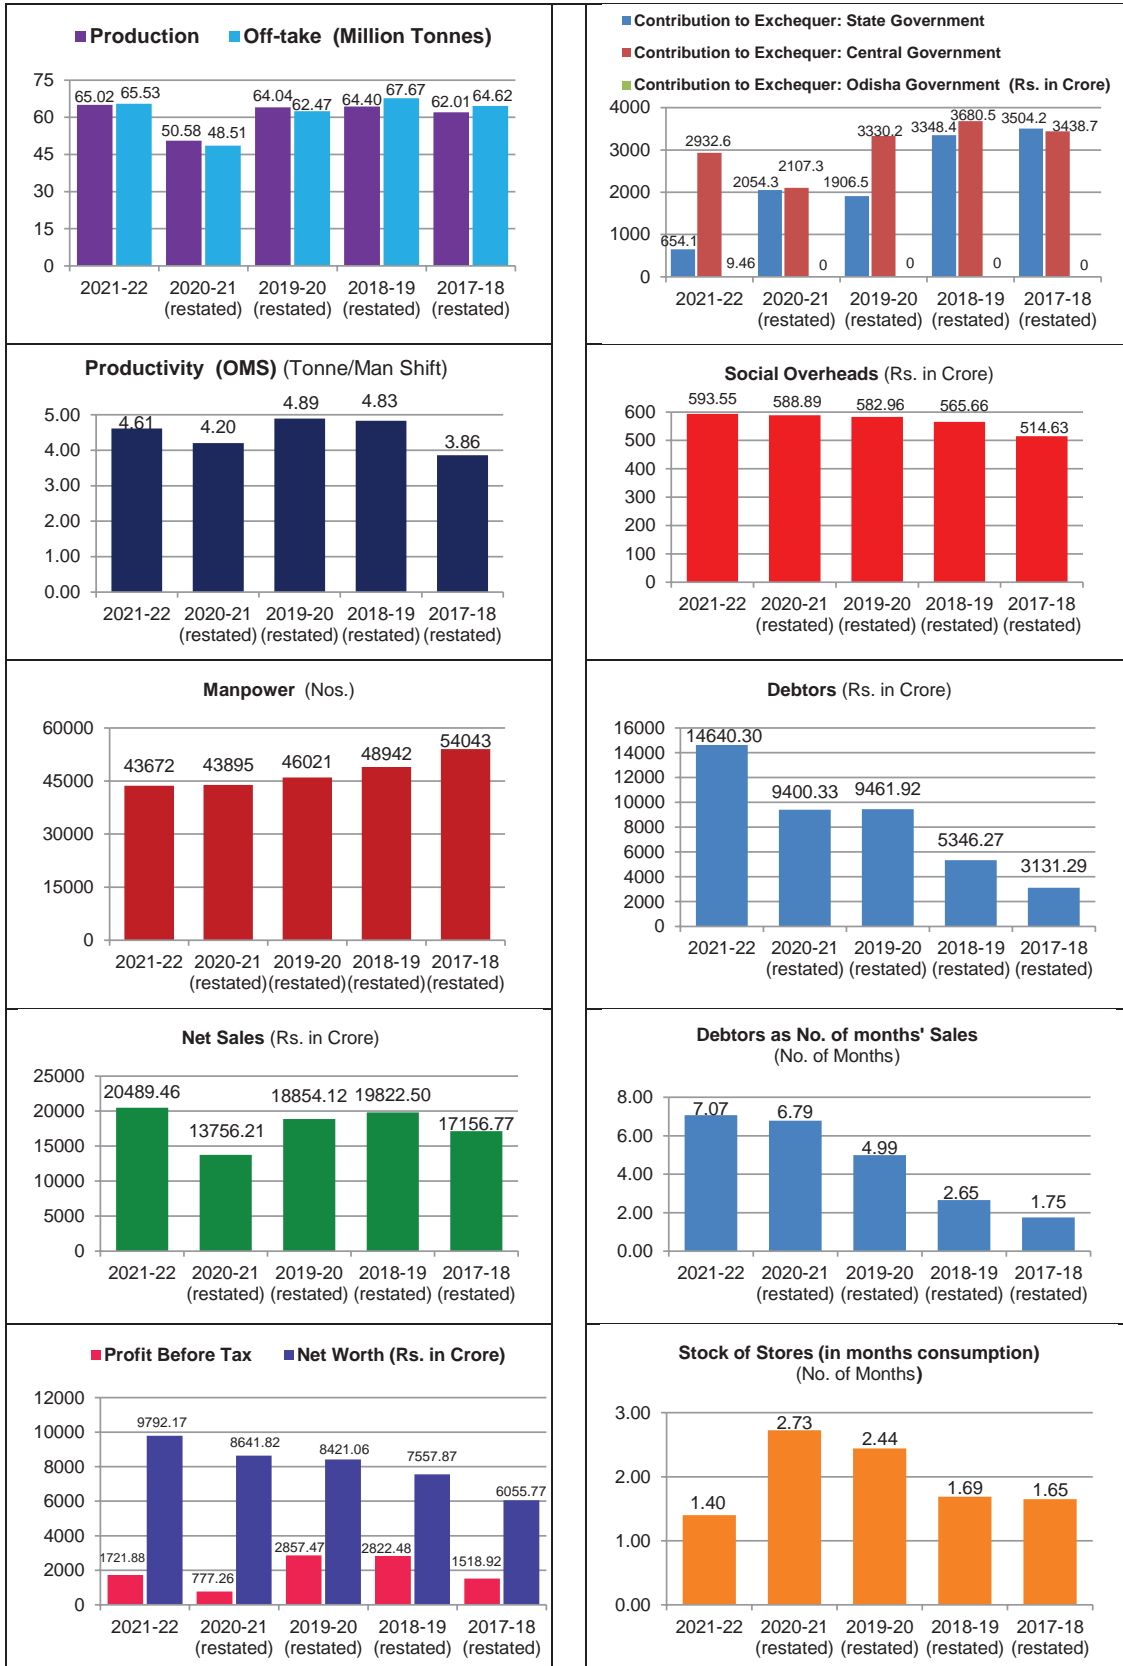 Production Off-take (Million Tonnes)
75
60
45
30
15
0
65.02 65.53
50.58 48.51
64.04 62.47
64.40 67.67
62.01 64.62
2021-22 2020-21 2019-20 2018-19 2017-18
(restated) (restated) (restated) (restated)
Contribution to Exchequer: State Government
Contribution to Exchequer: Central Government
Contribution to Exchequer: Odisha Government (Rs. in Crore)
4000
3000
2000
1000
0
654.1 2932.6 9.46
2054.3 2107.3 0
1906.5 3330.2 0
3348.4 3680.5 0
3504.2 3438.7 0
2021-22 2020-21 2019-20 2018-19 2017-18
(restated) (restated) (restated) (restated)
Productivity (OMS) (Tonne/Man Shift)
5.00
4.00
3.00
2.00
1.00
0.00
4.61 4.20 4.89 4.83 3.86
2021-22 2020-21 2019-20 2018-19 2017-18
(restated) (restated) (restated) (restated)
Social Overheads (Rs. in Crore)
600
500
400
300
200
100
0
593.55 588.89 582.96 565.66 514.63
2021-22 2020-21 2019-20 2018-19 2017-18
(restated) (restated) (restated) (restated)
Manpower (Nos.)
60000
45000
30000
15000
0
43672 43895 46021 48942 54043
2021-22 2020-21 2019-20 2018-19 2017-18
(restated) (restated) (restated) (restated)
Debtors (Rs. in Crore)
16000
14000
12000
10000
8000
6000
4000
2000
0
14640.30 9400.33 9461.92 5346.27 3131.29
2021-22 2020-21 2019-20 2018-19 2017-18
(restated) (restated) (restated) (restated)
Net Sales (Rs. in Crore)
25000
20000
15000
10000
5000
0
20489.46 13756.21 18854.12 19822.50 17156.77
2021-22 2020-21 2019-20 2018-19 2017-18
(restated) (restated) (restated) (restated)
Debtors as No. of months' Sales
(No. of Months)
8.00
6.00
4.00
2.00
0.00
7.07 6.79 4.99 2.65 1.75
2021-22 2020-21 2019-20 2018-19 2017-18
(restated) (restated) (restated) (restated)
Profit Before Tax Net Worth (Rs. in Crore)
12000
10000
8000
6000
4000
2000
0
1721.88 9792.17
777.26 8641.82
2857.47 8421.06
2822.48 7557.87
1518.92 6055.77
2021-22 2020-21 2019-20 2018-19 2017-18
(restated) (restated) (restated) (restated)
Stock of Stores (in months consumption)
(No. of Months)
3.00
2.00
1.00
0.00
1.40 2.73 2.44 1.69 1.65
2021-22 2020-21 2019-20 2018-19 2017-18
(restated) (restated) (restated) (restated)